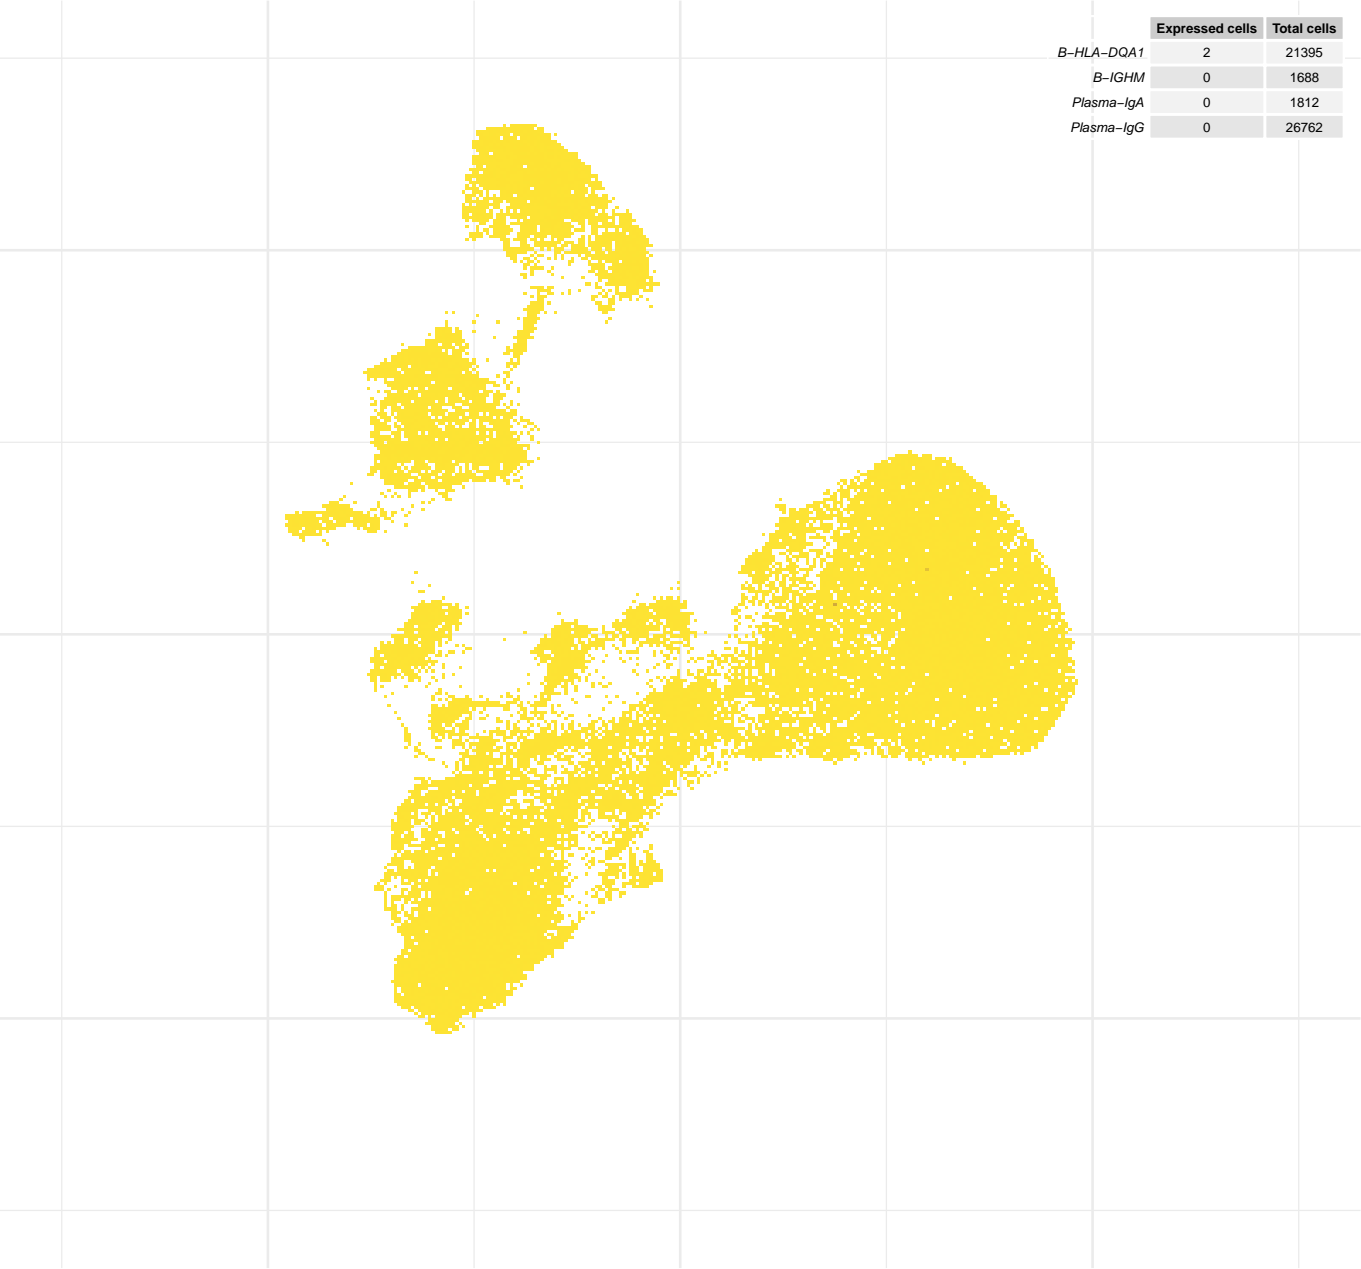 Expressed cells Total cells
B−HLA−DQA1 2 21395
B−IGHM 0 1688
Plasma−IgA 0 1812
Plasma−IgG 0 26762